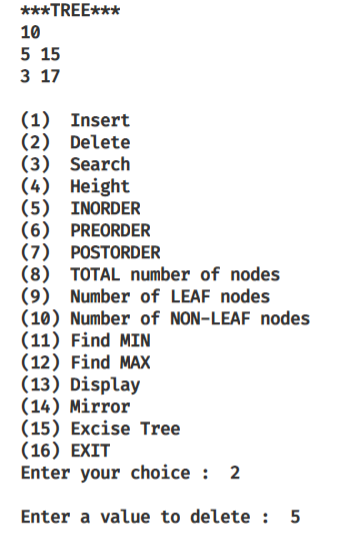 ***TREE***
10
5 15
3 17
(1) Insert
(2) Delete
(3) Search
(4) Height
(5) INORDER
(6) PREORDER
(7) POSTORDER
(8) TOTAL number of nodes
(9) Number of LEAF nodes
(10) Number of NON-LEAF nodes
(11) Find MIN
(12) Find MAX
(13) Display
(14) Mirror
(15) Excise Tree
(16) EXIT
Enter your choice : 2
Enter a value to delete : 5